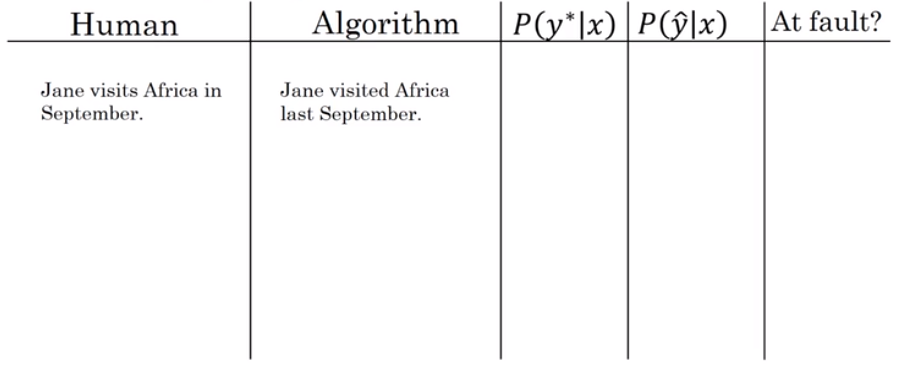 Human Algorithm P(y*|x) P(ŷ|x) At fault?
Jane visits Africa in Jane visited Africa
September. last September.